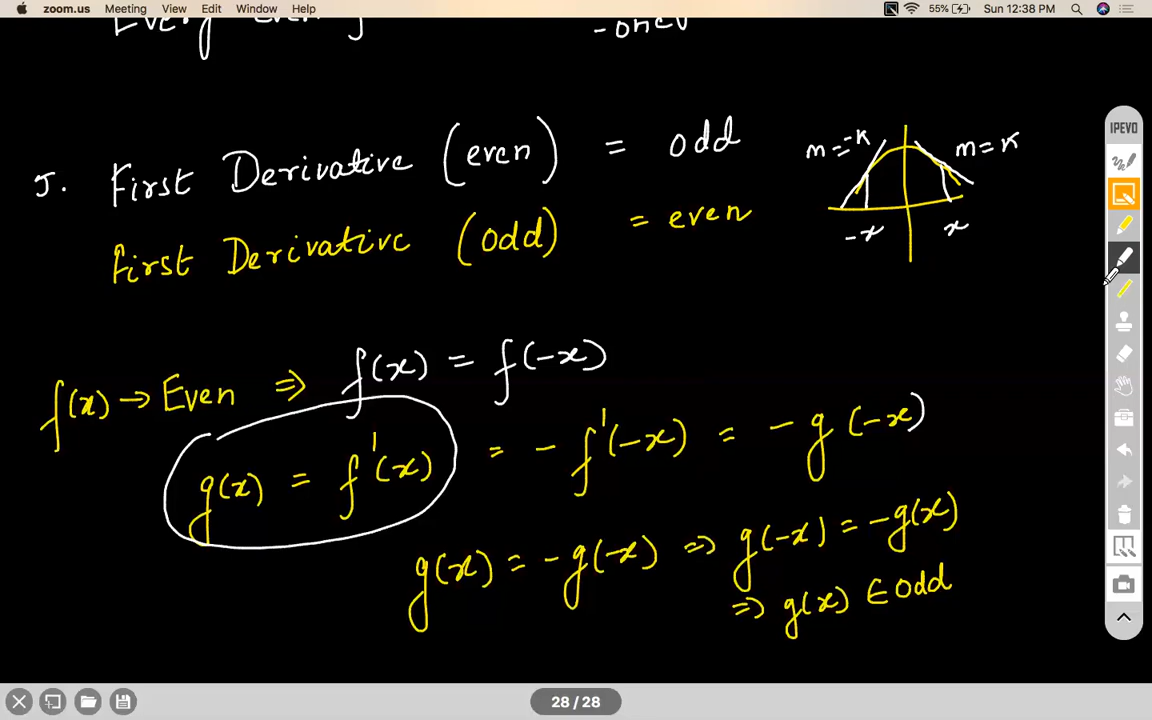 zoom.us Meeting View Edit Window Help 55% Sun 12:38 PM
5. First Derivative (even) = odd
m=-k m=k
First Derivative (odd) = even
-x x
f(x) → Even ⇒ f(x) = f(-x)
g(x) = f'(x) = - f'(-x) = - g(-x)
g(x) = - g(-x) ⇒ g(-x) = - g(x)
⇒ g(x) ∈ odd
IPEVO
28 / 28